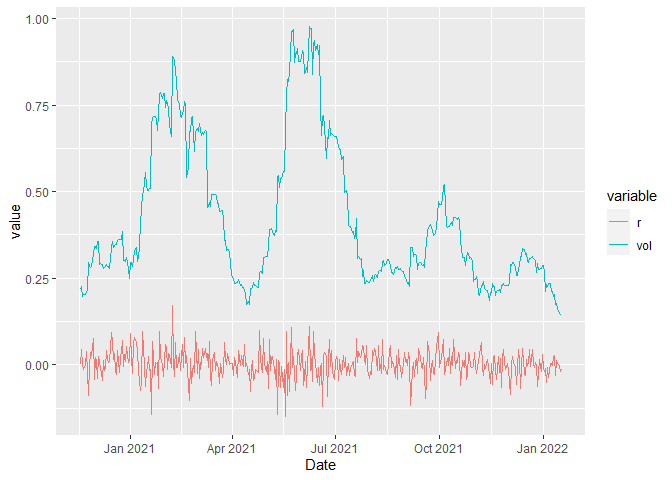 1.00
0.75
0.50
0.25
0.00
value
Jan 2021
Apr 2021
Jul 2021
Oct 2021
Jan 2022
Date
variable
r
vol